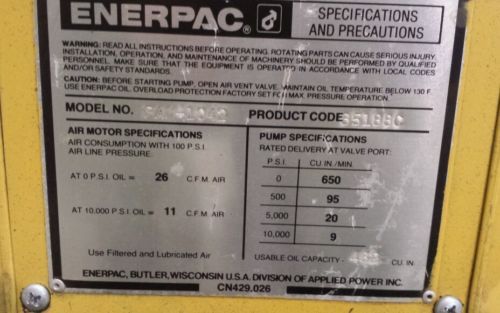 ENERPAC®
SPECIFICATIONS
AND PRECAUTIONS
WARNING: READ ALL INSTRUCTIONS BEFORE OPERATING. ROTATING PARTS CAN CAUSE SERIOUS INJURY.
INSTALLATION, OPERATION, AND MAINTENANCE OF MACHINERY SHOULD BE PERFORMED BY QUALIFIED
PERSONNEL. MAKE SURE THAT THE EQUIPMENT IS OPERATED IN ACCORDANCE WITH LOCAL CODES
AND/OR SAFETY STANDARDS.
CAUTION: BEFORE STARTING PUMP, OPEN AIR VENT VALVE. MAINTAIN OIL TEMPERATURE BELOW 130 F.
USE ENERPAC OIL. OVERLOAD PROTECTION FACTORY SET FOR MAX. PRESSURE OPERATION.
MODEL NO. PRODUCT CODE 35188C
AIR MOTOR SPECIFICATIONS
AIR CONSUMPTION WITH 100 P.S.I.
AIR LINE PRESSURE.
AT 0 P.S.I. OIL = 26 C.F.M. AIR
AT 10,000 P.S.I. OIL = 11 C.F.M. AIR
Use Filtered and Lubricated Air
PUMP SPECIFICATIONS
RATED DELIVERY AT VALVE PORT:
P.S.I. CU. IN./MIN.
0 650
500 95
5,000 20
10,000 9
USABLE OIL CAPACITY - CU. IN.
ENERPAC, BUTLER, WISCONSIN U.S.A. DIVISION OF APPLIED POWER INC.
CN429.026